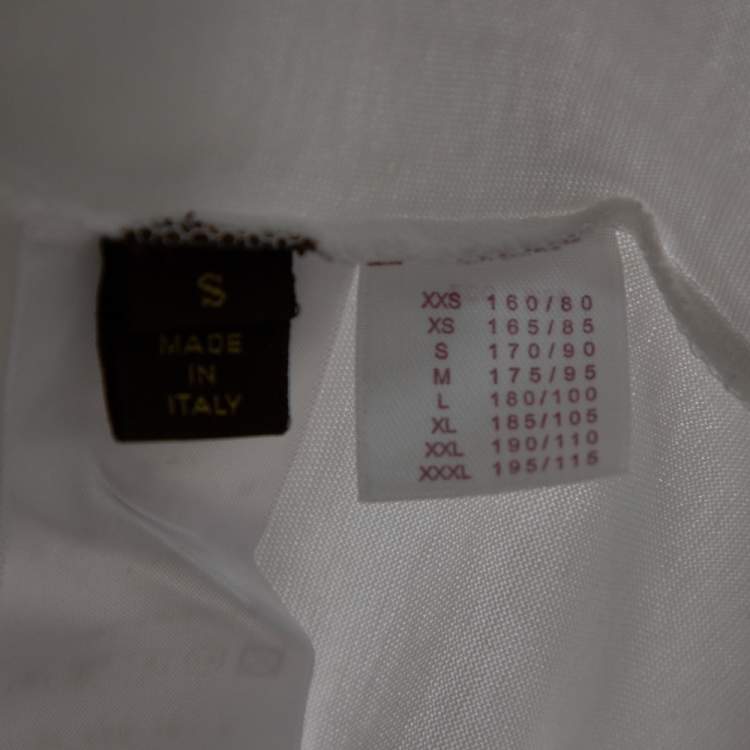 S
MADE
IN
ITALY
XXS 160/80
XS 165/85
S 170/90
M 175/95
L 180/100
XL 185/105
XXL 190/110
XXXL 195/115